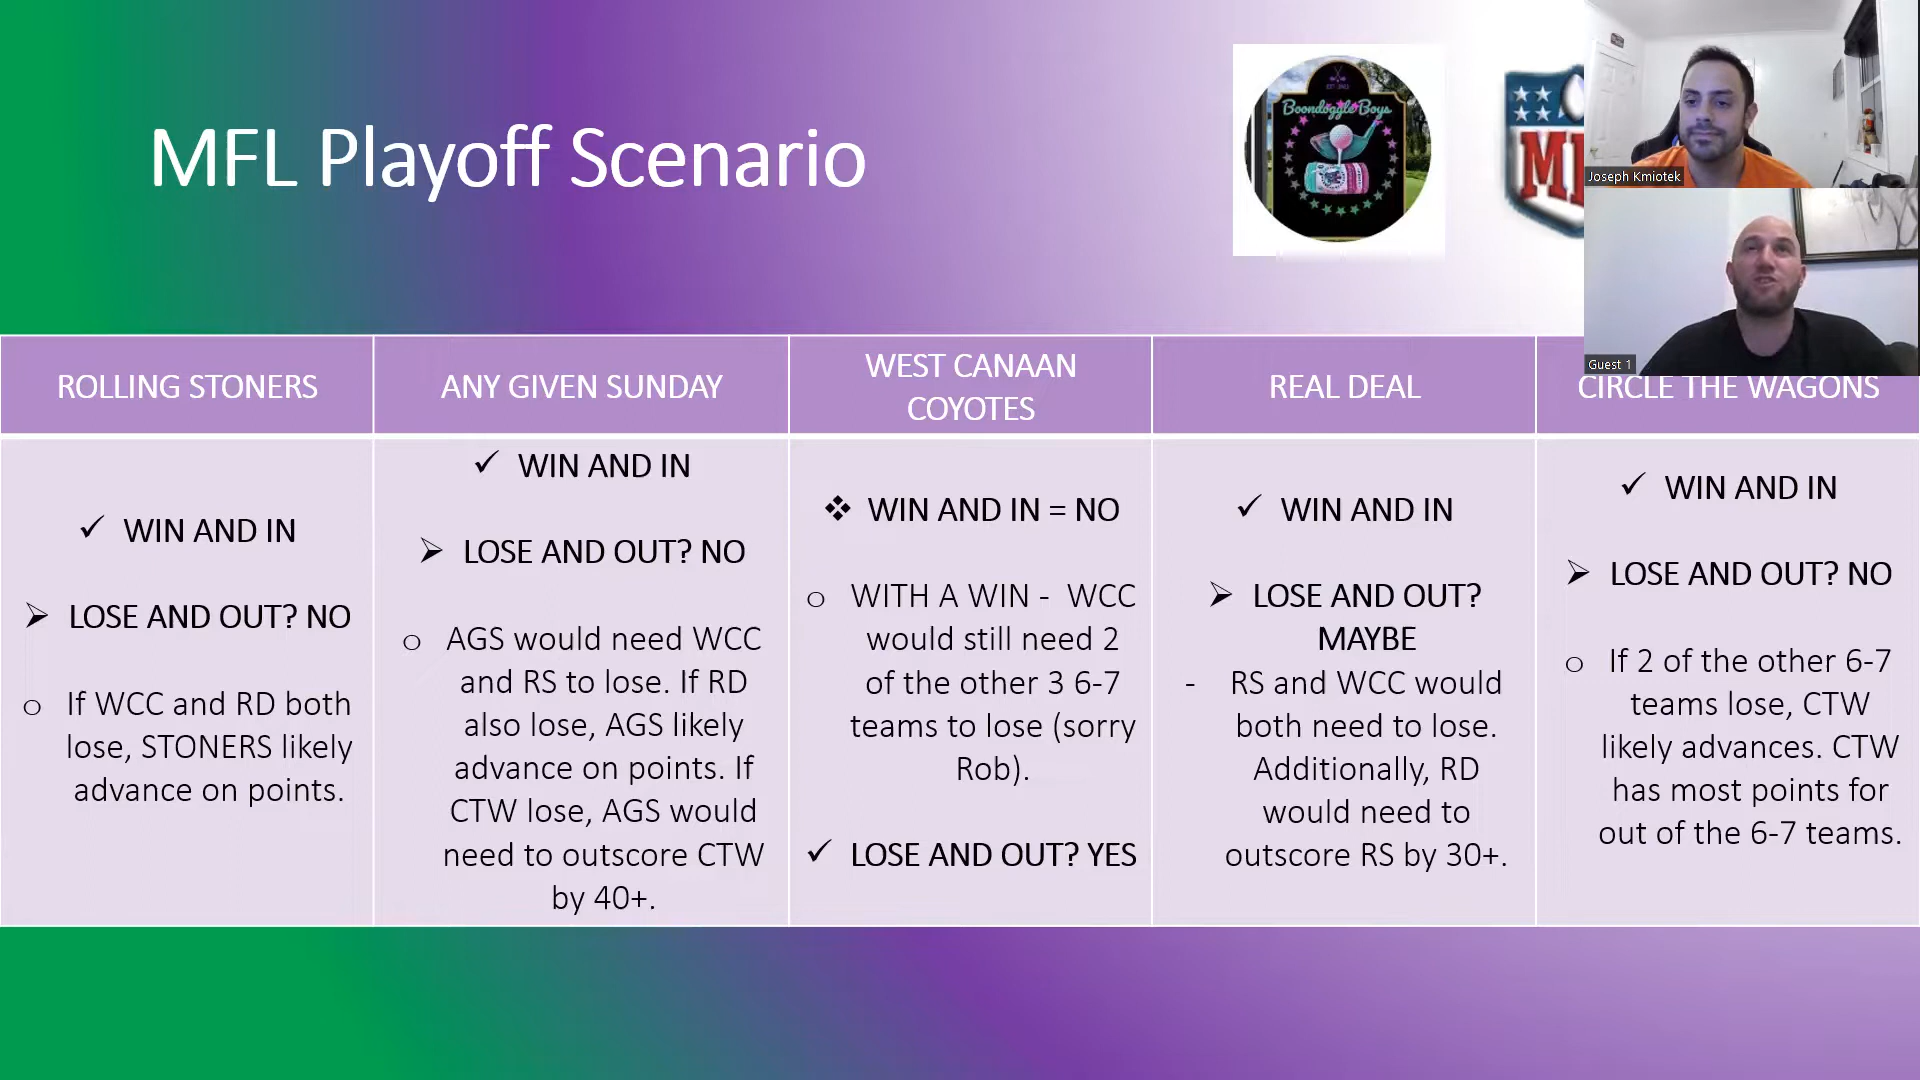 MFL Playoff Scenario
Boondoggle Boys
Joseph Kmiotek
Guest 1
ROLLING STONERS
✓ WIN AND IN
➢ LOSE AND OUT? NO
o If WCC and RD both
lose, STONERS likely
advance on points.
ANY GIVEN SUNDAY
✓ WIN AND IN
➢ LOSE AND OUT? NO
o AGS would need WCC
and RS to lose. If RD
also lose, AGS likely
advance on points. If
CTW lose, AGS would
need to outscore CTW
by 40+.
WEST CANAAN
COYOTES
❖ WIN AND IN = NO
o WITH A WIN - WCC
would still need 2
of the other 3 6-7
teams to lose (sorry
Rob).
✓ LOSE AND OUT? YES
REAL DEAL
✓ WIN AND IN
➢ LOSE AND OUT?
MAYBE
- RS and WCC would
both need to lose.
Additionally, RD
would need to
outscore RS by 30+.
CIRCLE THE WAGONS
✓ WIN AND IN
➢ LOSE AND OUT? NO
o If 2 of the other 6-7
teams lose, CTW
likely advances. CTW
has most points for
out of the 6-7 teams.